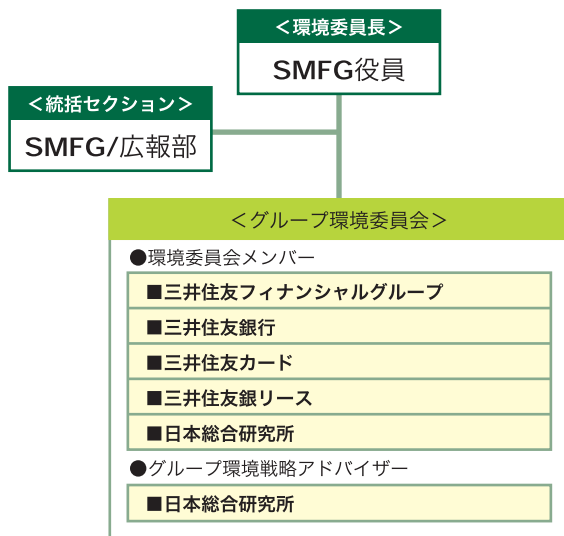 ＜環境委員長＞
SMFG役員
＜統括セクション＞
SMFG/広報部
＜グループ環境委員会＞
●環境委員会メンバー
■三井住友フィナンシャルグループ
■三井住友銀行
■三井住友カード
■三井住友銀リース
■日本総合研究所
●グループ環境戦略アドバイザー
■日本総合研究所